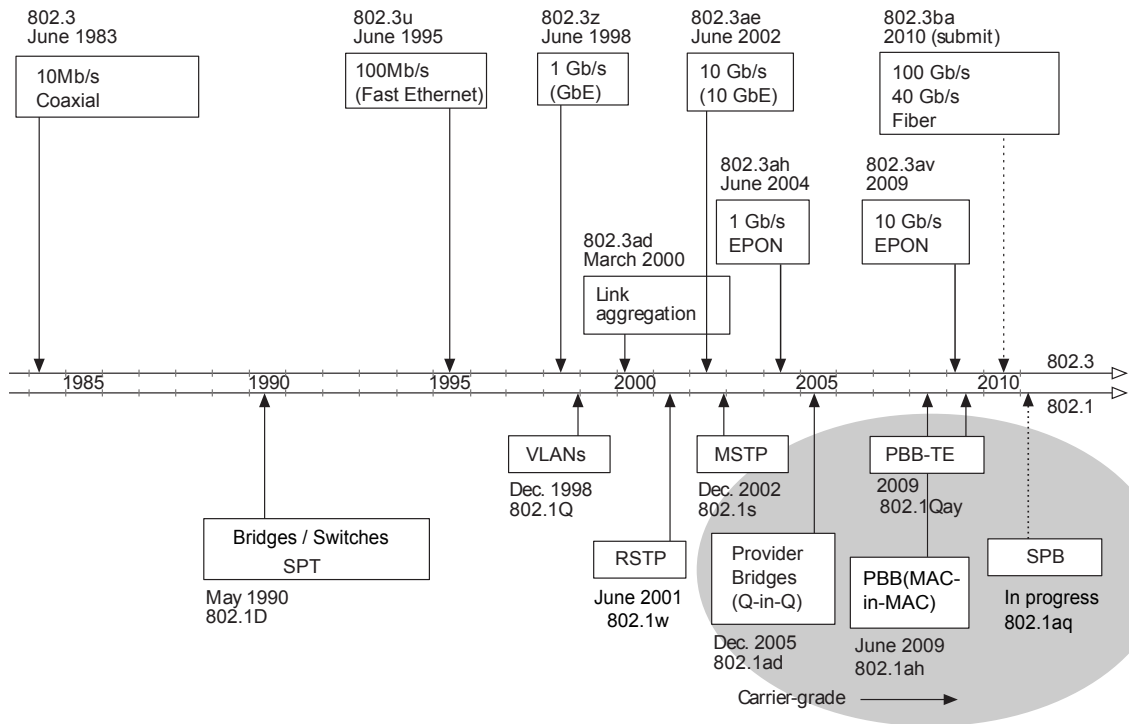 802.3
June 1983
10Mb/s
Coaxial
802.3u
June 1995
100Mb/s
(Fast Ethernet)
802.3z
June 1998
1 Gb/s
(GbE)
802.3ae
June 2002
10 Gb/s
(10 GbE)
802.3ba
2010 (submit)
100 Gb/s
40 Gb/s
Fiber
802.3ad
March 2000
Link
aggregation
802.3ah
June 2004
1 Gb/s
EPON
802.3av
2009
10 Gb/s
EPON
802.3
1985 1990 1995 2000 2005 2010
802.1
Bridges / Switches
SPT
May 1990
802.1D
VLANs
Dec. 1998
802.1Q
RSTP
June 2001
802.1w
MSTP
Dec. 2002
802.1s
Provider
Bridges
(Q-in-Q)
Dec. 2005
802.1ad
PBB-TE
2009
802.1Qay
PBB(MAC-
in-MAC)
June 2009
802.1ah
SPB
In progress
802.1aq
Carrier-grade